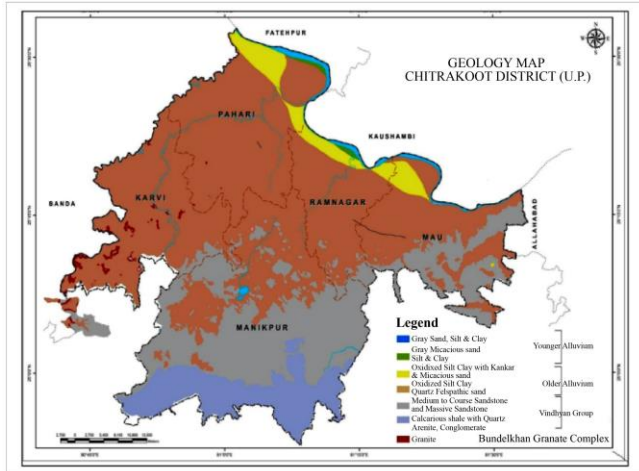 FATEHPUR
GEOLOGY MAP
CHITRAKOOT DISTRICT (U.P.)
PAHARI
KAUSHAMBI
BANDA
KARVI
RAMNAGAR
ALLAHABAD
MAU
MANIKPUR
Legend
Gray Sand, Silt & Clay
Gray Micacious sand
Silt & Clay
Younger Alluvium
Oxidixed Silt Clay with Kankar
& Micacious sand
Oxidized Silt Clay
Quartz Felspathic sand
Older Alluvium
Medium to Course Sandstone
and Massive Sandstone
Calcarious shale with Quartz
Arenite, Conglomerate
Vindhyan Group
Granite
Bundelkhan Granate Complex